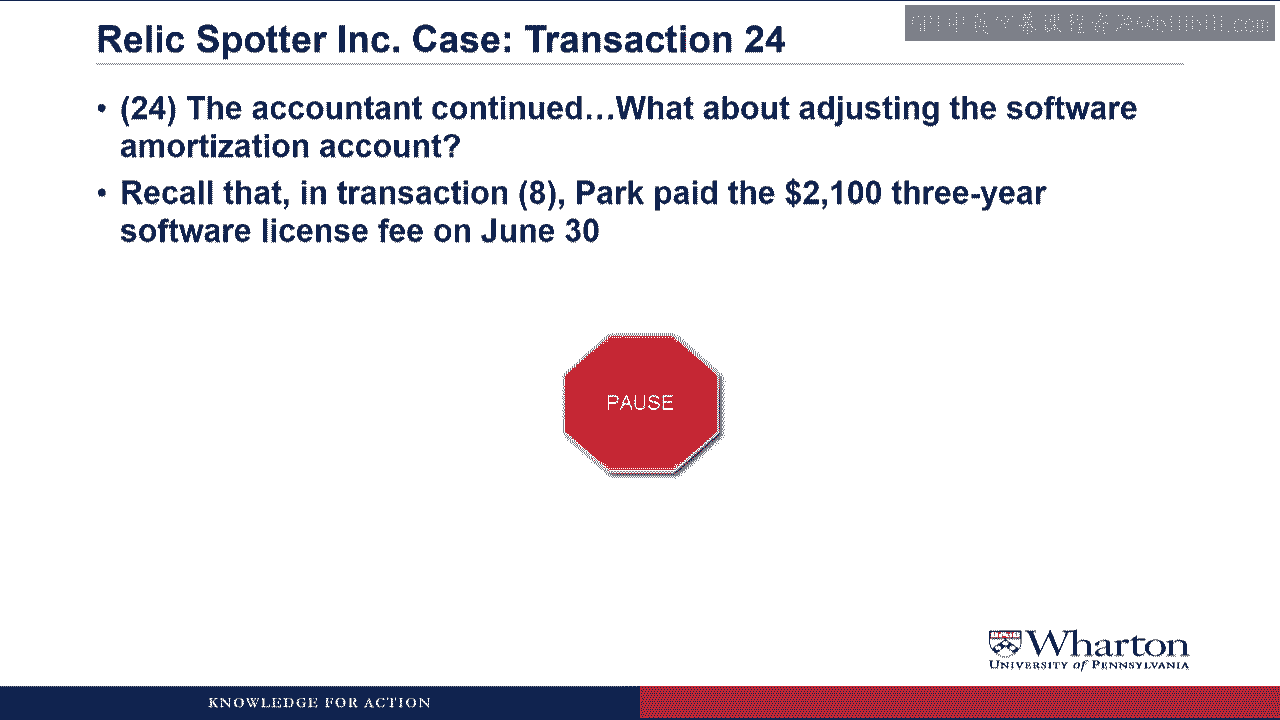 Relic Spotter Inc. Case: Transaction 24
• (24) The accountant continued…What about adjusting the software
amortization account?
• Recall that, in transaction (8), Park paid the $2,100 three-year
software license fee on June 30
PAUSE
Wharton
UNIVERSITY of PENNSYLVANIA
KNOWLEDGE FOR ACTION